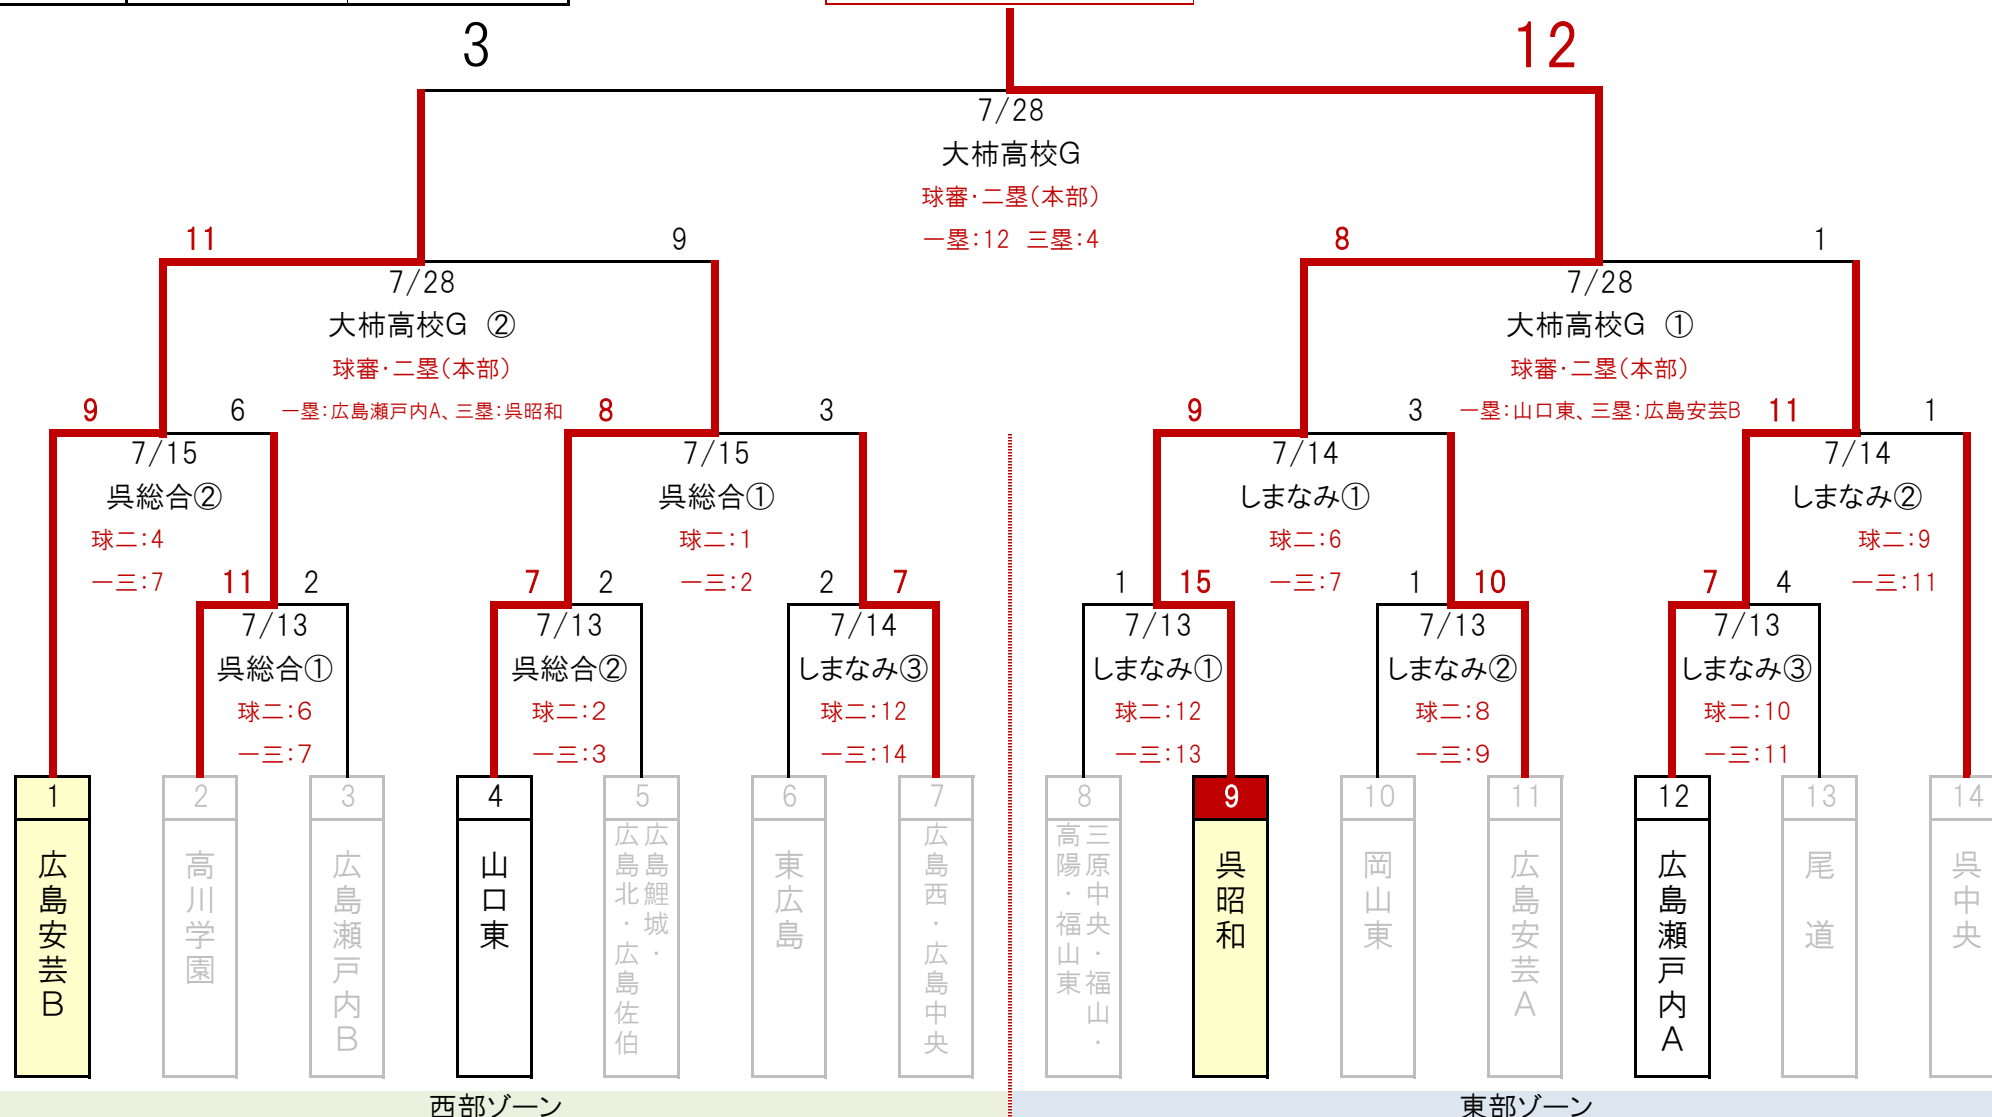 3
12
7/28
大柿高校G
球審・二塁(本部)
一塁:12 三塁:4
11
9
8
1
7/28
大柿高校G ②
球審・二塁(本部)
一塁:広島瀬戸内A、三塁:呉昭和
7/28
大柿高校G ①
球審・二塁(本部)
一塁:山口東、三塁:広島安芸B
9
6
8
3
9
3
11
1
7/15
呉総合②
球二:4
一三:7
7/15
呉総合①
球二:1
一三:2
7/14
しまなみ①
球二:6
一三:7
7/14
しまなみ②
球二:9
一三:11
11
2
7
2
2
7
1
15
1
10
7
4
7/13
呉総合①
球二:6
一三:7
7/13
呉総合②
球二:2
一三:3
7/14
しまなみ③
球二:12
一三:14
7/13
しまなみ①
球二:12
一三:13
7/13
しまなみ②
球二:8
一三:9
7/13
しまなみ③
球二:10
一三:11
1
広島安芸B
2
高川学園
3
広島瀬戸内B
4
山口東
5
広島鯉城・
広島北・広島佐伯
6
東広島
7
広島西・広島中央
8
三原中央・福山・
高陽・福山東
9
呉昭和
10
岡山東
11
広島安芸A
12
広島瀬戸内A
13
尾道
14
呉中央
西部ゾーン
東部ゾーン